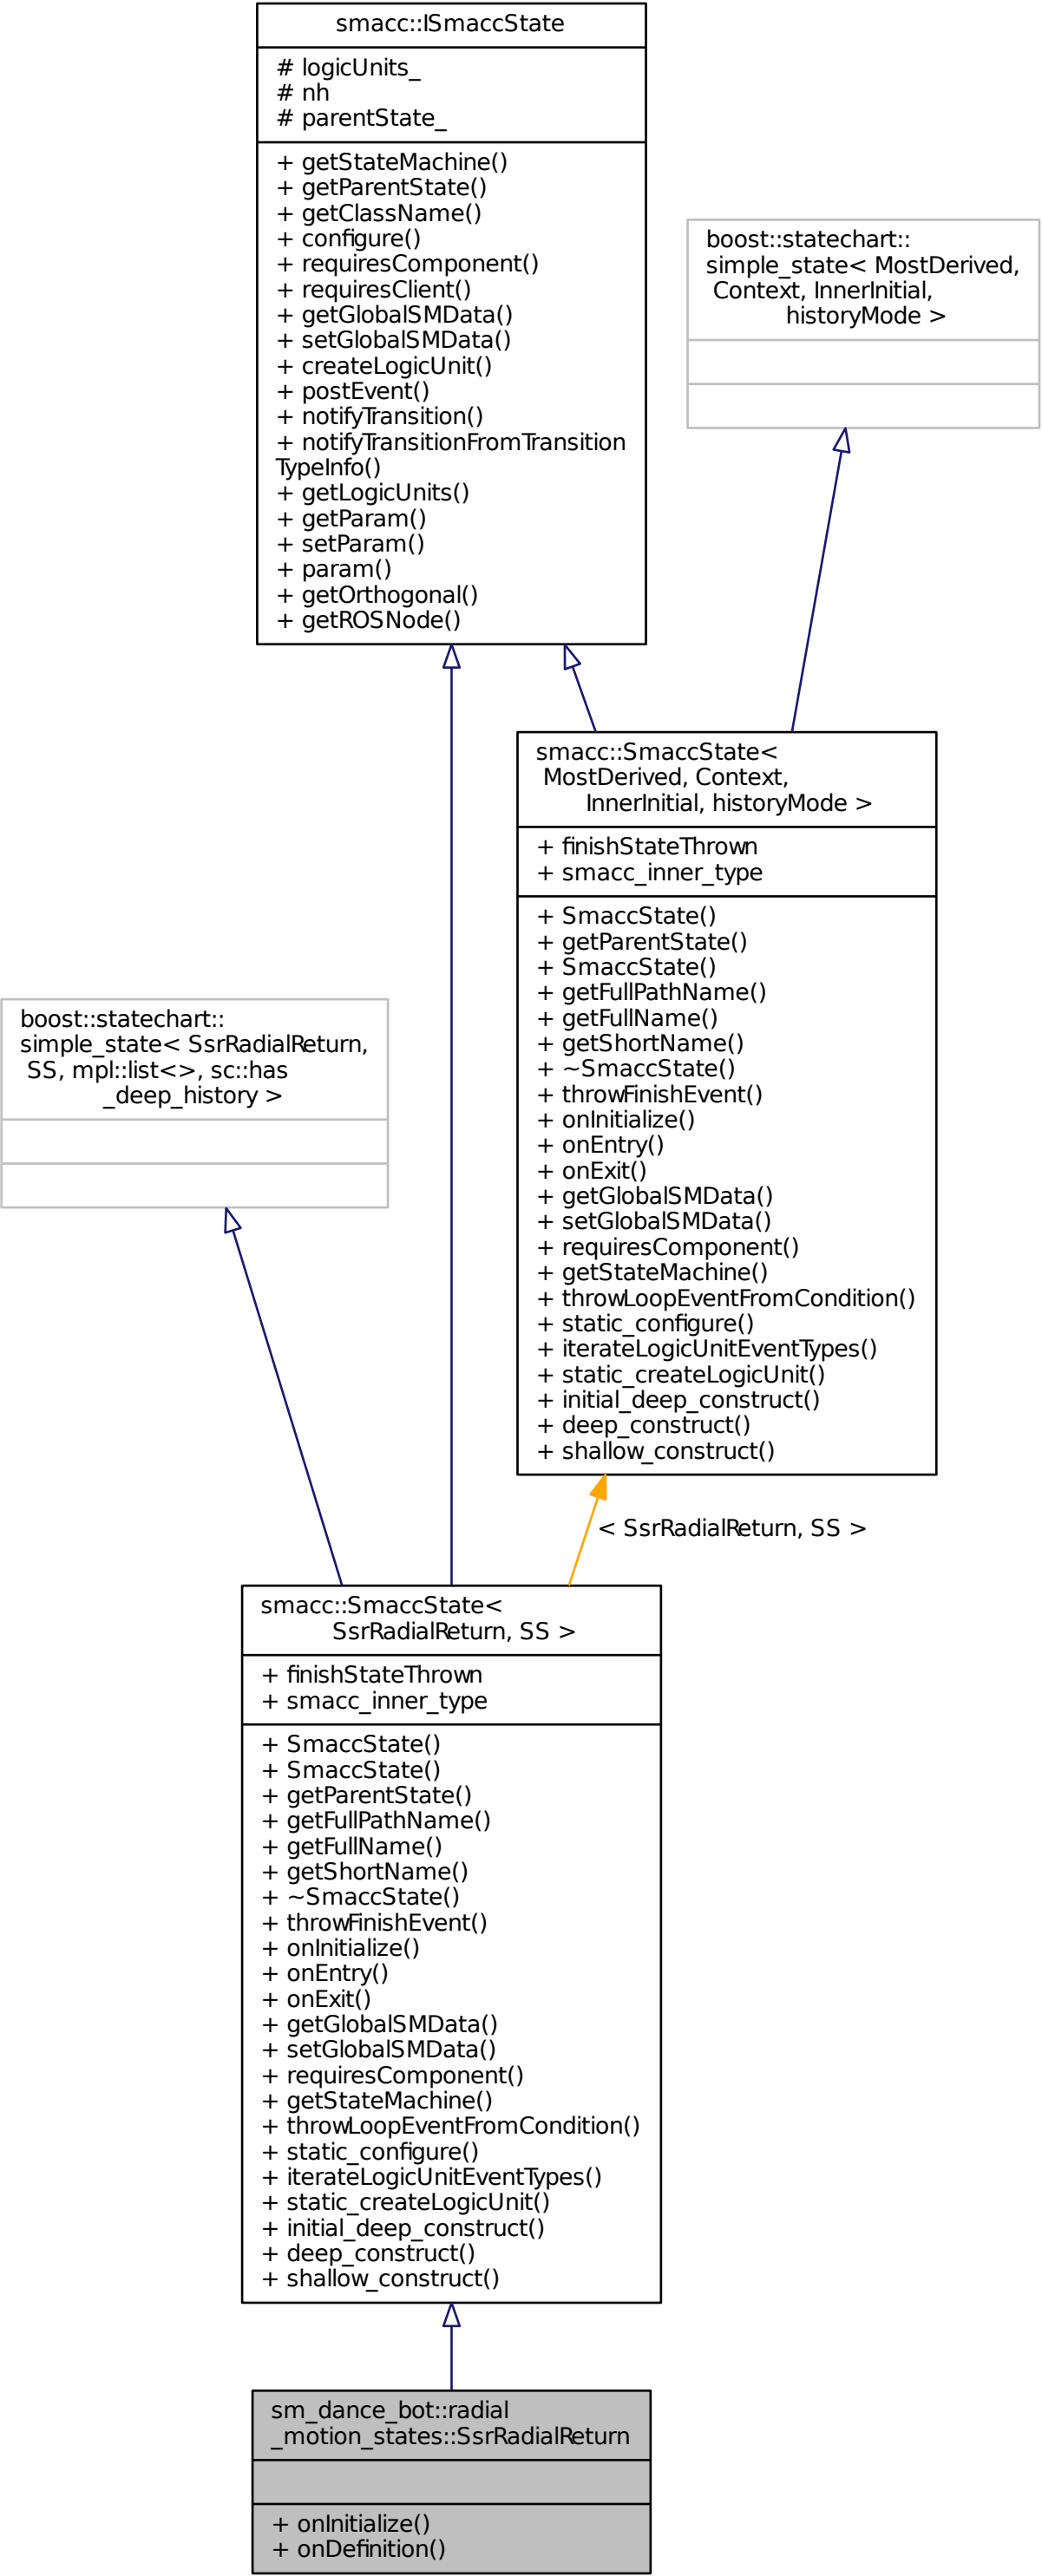 smacc::ISmaccState
# logicUnits_
# nh
# parentState_
+ getStateMachine()
+ getParentState()
+ getClassName()
+ configure()
+ requiresComponent()
+ requiresClient()
+ getGlobalSMData()
+ setGlobalSMData()
+ createLogicUnit()
+ postEvent()
+ notifyTransition()
+ notifyTransitionFromTransition
TypeInfo()
+ getLogicUnits()
+ getParam()
+ setParam()
+ param()
+ getOrthogonal()
+ getROSNode()
boost::statechart::
simple_state< MostDerived,
Context, InnerInitial,
historyMode >
smacc::SmaccState<
MostDerived, Context,
InnerInitial, historyMode >
+ finishStateThrown
+ smacc_inner_type
+ SmaccState()
+ getParentState()
+ SmaccState()
+ getFullPathName()
+ getFullName()
+ getShortName()
+ ~SmaccState()
+ throwFinishEvent()
+ onInitialize()
+ onEntry()
+ onExit()
+ getGlobalSMData()
+ setGlobalSMData()
+ requiresComponent()
+ getStateMachine()
+ throwLoopEventFromCondition()
+ static_configure()
+ iterateLogicUnitEventTypes()
+ static_createLogicUnit()
+ initial_deep_construct()
+ deep_construct()
+ shallow_construct()
boost::statechart::
simple_state< SsrRadialReturn,
SS, mpl::list<>, sc::has
_deep_history >
< SsrRadialReturn, SS >
smacc::SmaccState<
SsrRadialReturn, SS >
+ finishStateThrown
+ smacc_inner_type
+ SmaccState()
+ SmaccState()
+ getParentState()
+ getFullPathName()
+ getFullName()
+ getShortName()
+ ~SmaccState()
+ throwFinishEvent()
+ onInitialize()
+ onEntry()
+ onExit()
+ getGlobalSMData()
+ setGlobalSMData()
+ requiresComponent()
+ getStateMachine()
+ throwLoopEventFromCondition()
+ static_configure()
+ iterateLogicUnitEventTypes()
+ static_createLogicUnit()
+ initial_deep_construct()
+ deep_construct()
+ shallow_construct()
sm_dance_bot::radial
_motion_states::SsrRadialReturn
+ onInitialize()
+ onDefinition()